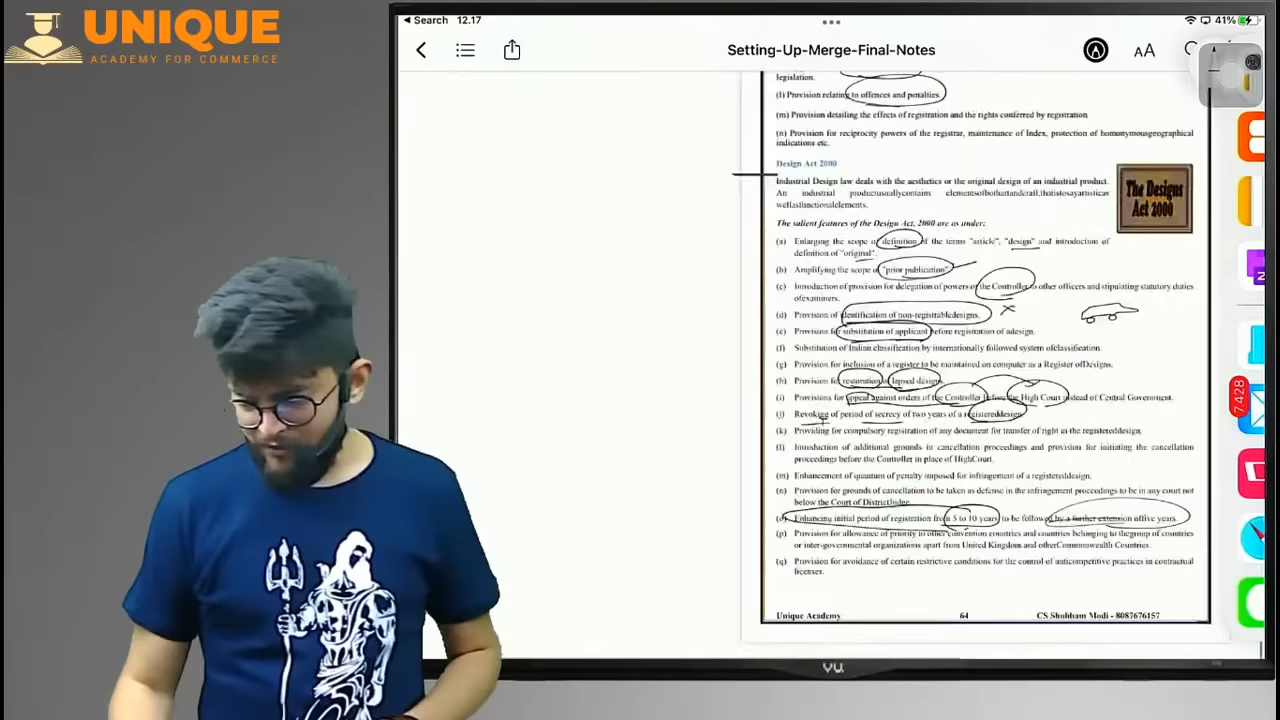 UNIQUE
ACADEMY FOR COMMERCE
Search 12.17
41%
Setting-Up-Merge-Final-Notes
AA
legislation.
(l) Provision relating to offences and penalties.
(m) Provision detailing the effects of registration and the rights conferred by registration
(n) Provision for reciprocity powers of the registrar, maintenance of Index, protection of homonymousgeographical
indications etc.
Design Act 2000
Industrial Design law deals with the aesthetics or the original design of an industrial product.
An industrial productusuallycontains elementsofbothartandcraft,thatistosayartisticas
wellasfunctionalelements.
The Designs
Act 2000
The salient features of the Design Act, 2000 are as under:
(a) Enlarging the scope of definition of the terms "article", "design" and introduction of
definition of "original".
(b) Amplifying the scope of "prior publication".
(c) Introduction of provision for delegation of powers of the Controller to other officers and stipulating statutory duties
ofexaminers.
(d) Provision of identification of non-registrabledesigns.
(e) Provision for substitution of applicant before registration of adesign.
(f) Substitution of Indian classification by internationally followed system ofclassification.
(g) Provision for inclusion of a register to be maintained on computer as a Register ofDesigns.
(h) Provision for restoration of lapsed designs.
(i) Provisions for appeal against orders of the Controller before the High Court instead of Central Government.
(j) Revoking of period of secrecy of two years of a registereddesign.
(k) Providing for compulsory registration of any document for transfer of right in the registereddesign.
(l) Introduction of additional grounds in cancellation proceedings and provision for initiating the cancellation
proceedings before the Controller in place of HighCourt.
(m) Enhancement of quantum of penalty imposed for infringement of a registereddesign.
(n) Provision for grounds of cancellation to be taken as defense in the infringement proceedings to be in any court not
below the Court of DistrictJudge.
(o) Enhancing initial period of registration from 5 to 10 years to be followed by a further extension offive years.
(p) Provision for allowance of priority to other convention countries and countries belonging to thegroup of countries
or inter-governmental organizations apart from United Kingdom and otherCommonwealth Countries.
(q) Provision for avoidance of certain restrictive conditions for the control of anticompetitive practices in contractual
licenses.
Unique Academy 64 CS Shubham Modi - 8087676157
7.428
vu